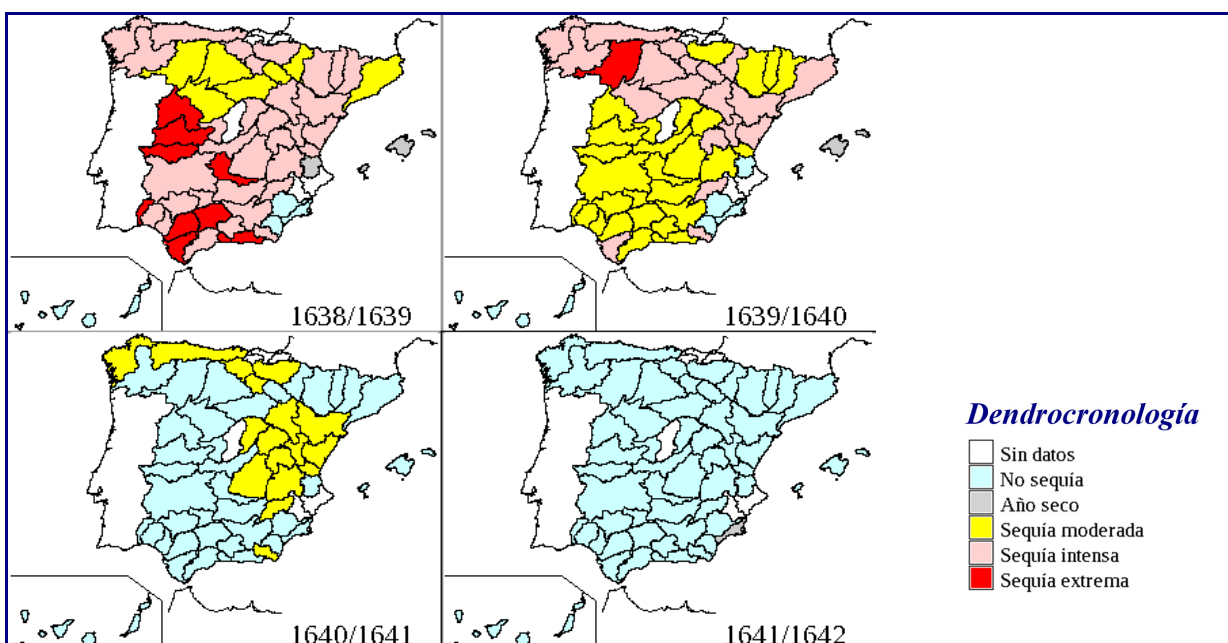 1638/1639
1639/1640
1640/1641
1641/1642
Dendrocronología
Sin datos
No sequía
Año seco
Sequía moderada
Sequía intensa
Sequía extrema